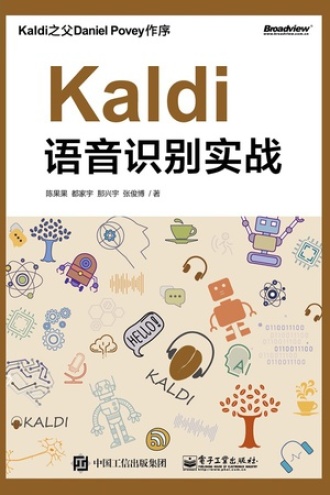 Kaldi之父Daniel Povey作序
Broadview®
Kaldi
语音识别实战
陈果果 都家宇 那兴宇 张俊博 / 著
HELLO!
KALDI
KALDI
中国工信出版集团
电子工业出版社